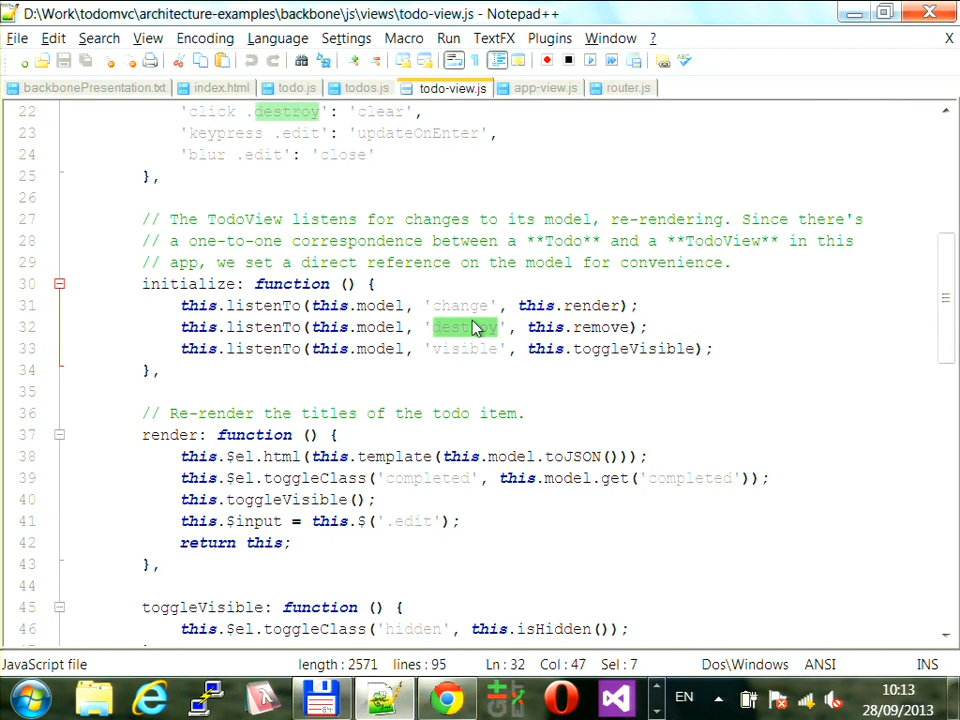 D:\Work\todomvc\architecture-examples\backbone\js\views\todo-view.js - Notepad++
File Edit Search View Encoding Language Settings Macro Run TextFX Plugins Window ? X
backbonePresentation.txt index.html todo.js todos.js todo-view.js app-view.js router.js
22 'click .destroy': 'clear',
23 'keypress .edit': 'updateOnEnter',
24 'blur .edit': 'close'
25 },
26
27 // The TodoView listens for changes to its model, re-rendering. Since there's
28 // a one-to-one correspondence between a **Todo** and a **TodoView** in this
29 // app, we set a direct reference on the model for convenience.
30 initialize: function () {
31 this.listenTo(this.model, 'change', this.render);
32 this.listenTo(this.model, 'destroy', this.remove);
33 this.listenTo(this.model, 'visible', this.toggleVisible);
34 },
35
36 // Re-render the titles of the todo item.
37 render: function () {
38 this.$el.html(this.template(this.model.toJSON()));
39 this.$el.toggleClass('completed', this.model.get('completed'));
40 this.toggleVisible();
41 this.$input = this.$('.edit');
42 return this;
43 },
44
45 toggleVisible: function () {
46 this.$el.toggleClass('hidden', this.isHidden());
JavaScript file length : 2571 lines : 95 Ln : 32 Col : 47 Sel : 7 Dos\Windows ANSI INS
EN 10:13
28/09/2013